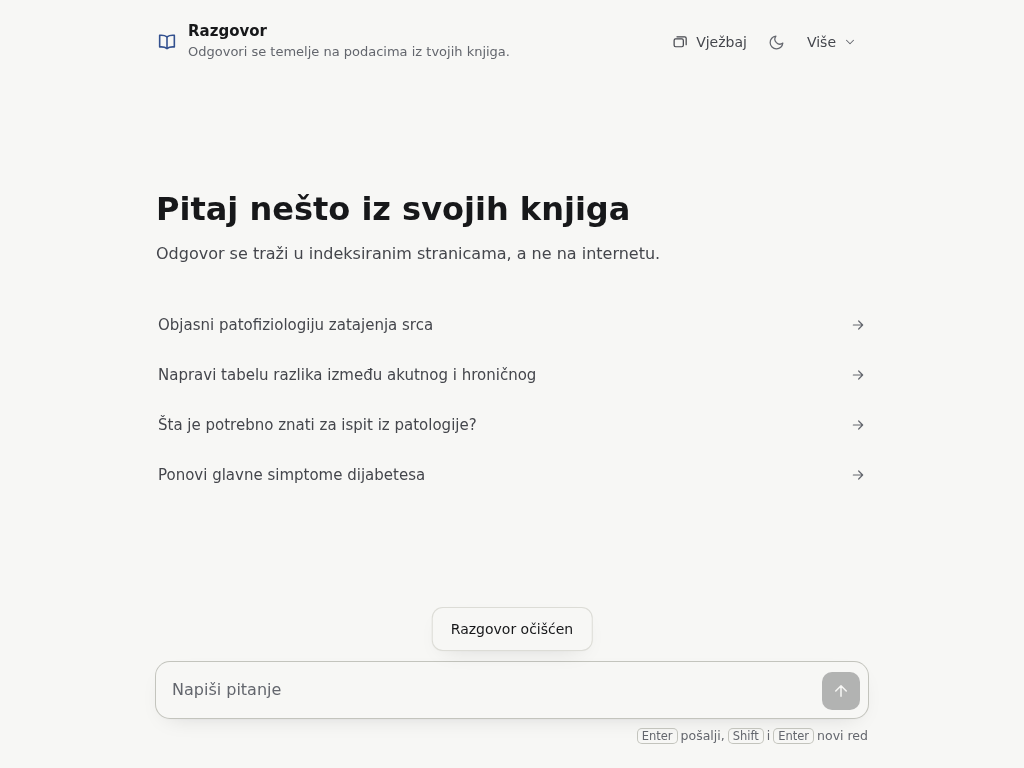 Razgovor
Odgovori se temelje na podacima iz tvojih knjiga.
Vježbaj
Više
Pitaj nešto iz svojih knjiga
Odgovor se traži u indeksiranim stranicama, a ne na internetu.
Objasni patofiziologiju zatajenja srca
Napravi tabelu razlika između akutnog i hroničnog
Šta je potrebno znati za ispit iz patologije?
Ponovi glavne simptome dijabetesa
Razgovor očišćen
Napiši pitanje
Enter pošalji, Shift i Enter novi red